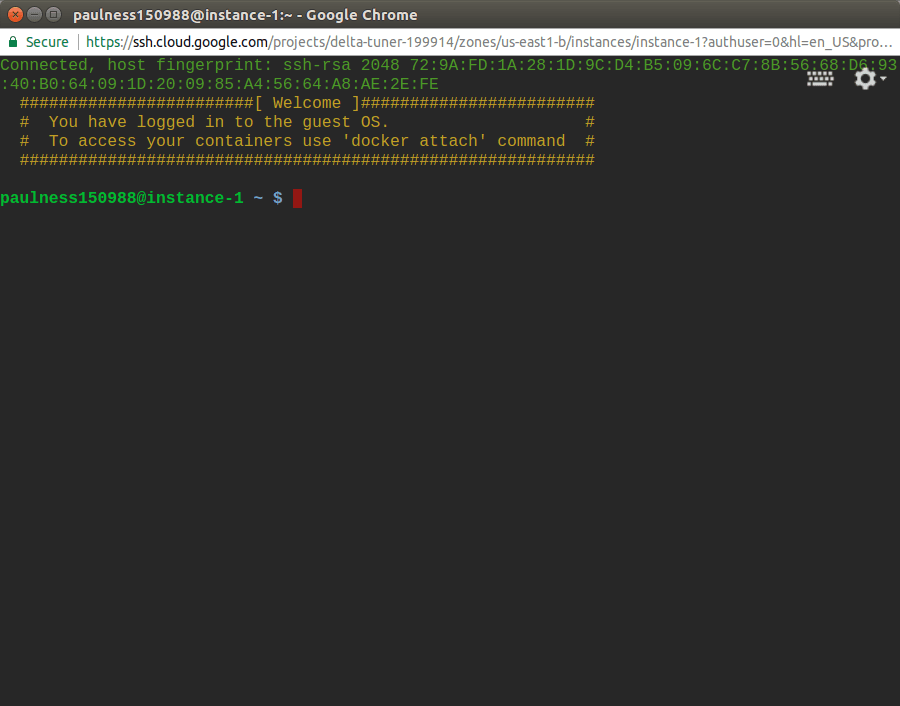 paulness150988@instance-1:~ - Google Chrome
Secure https://ssh.cloud.google.com/projects/delta-tuner-199914/zones/us-east1-b/instances/instance-1?authuser=0&hl=en_US&pro...
Connected, host fingerprint: ssh-rsa 2048 72:9A:FD:1A:28:1D:9C:D4:B5:09:6C:C7:8B:56:68:D6:93
:40:B0:64:09:1D:20:09:85:A4:56:64:A8:AE:2E:FE
########################[ Welcome ]########################
# You have logged in to the guest OS. #
# To access your containers use 'docker attach' command #
###########################################################
paulness150988@instance-1 ~ $